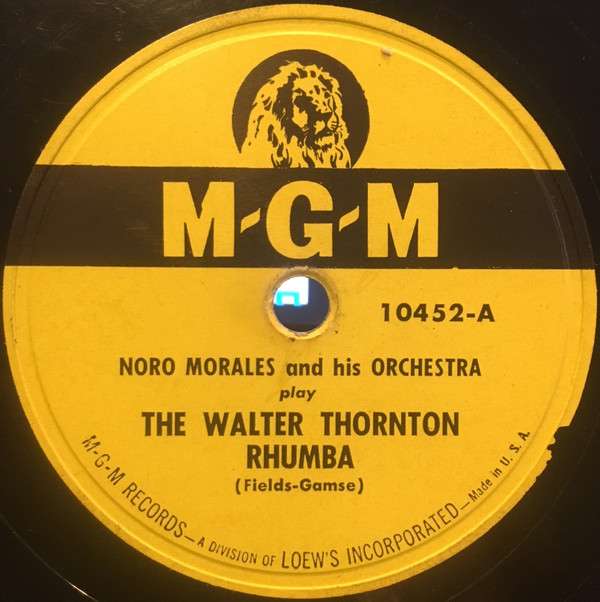 M-G-M
10452-A
NORO MORALES and his ORCHESTRA
play
THE WALTER THORNTON
RHUMBA
(Fields-Gamse)
M-G-M RECORDS—A DIVISION OF LOEW'S INCORPORATED—Made in U. S. A.